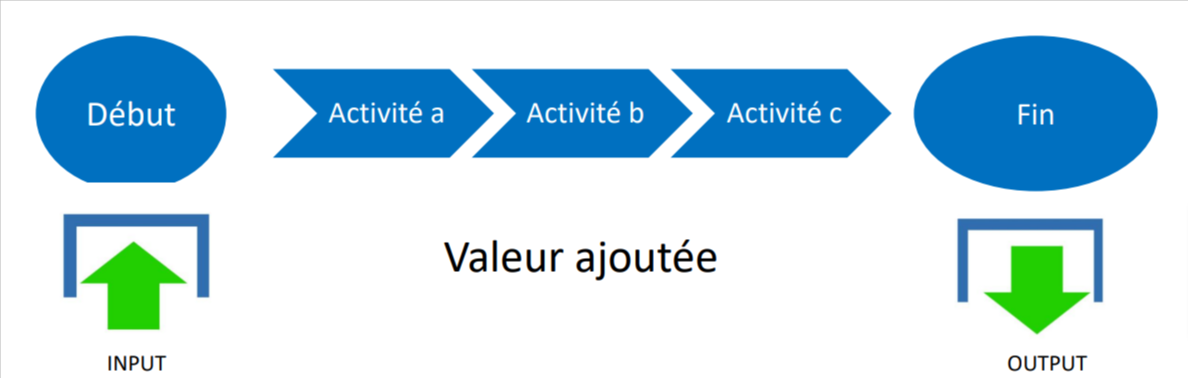 Début
Activité a
Activité b
Activité c
Fin
Valeur ajoutée
INPUT
OUTPUT